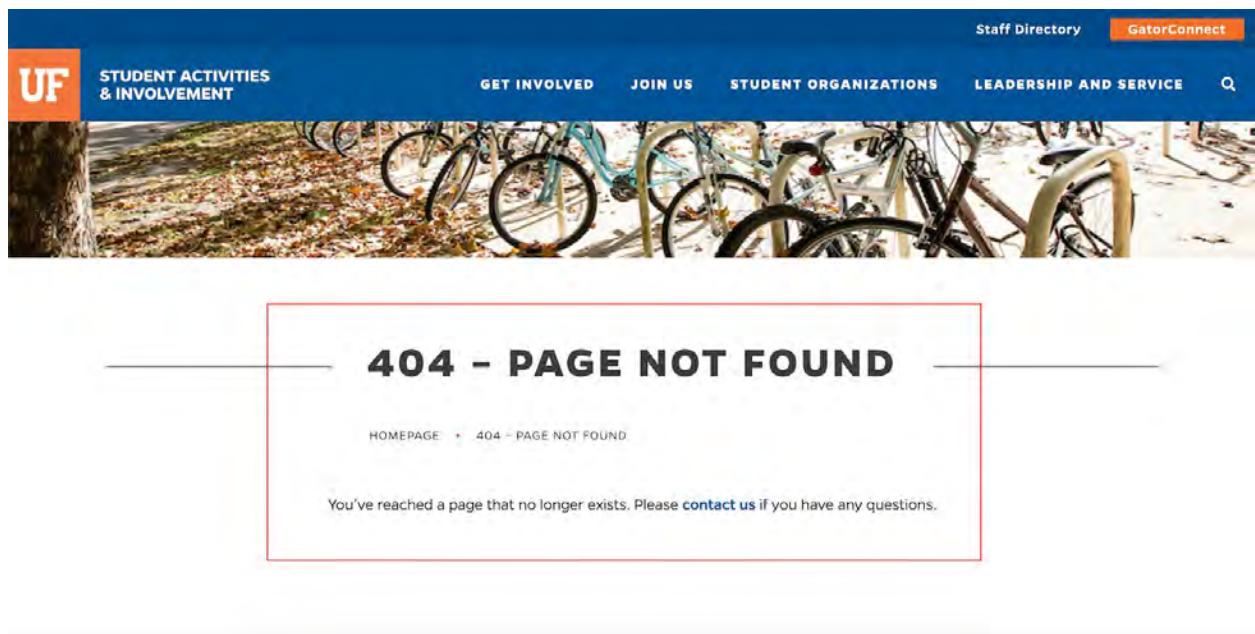 Staff Directory GatorConnect
UF STUDENT ACTIVITIES
& INVOLVEMENT
GET INVOLVED JOIN US STUDENT ORGANIZATIONS LEADERSHIP AND SERVICE
404 – PAGE NOT FOUND
HOMEPAGE • 404 – PAGE NOT FOUND
You've reached a page that no longer exists. Please contact us if you have any questions.